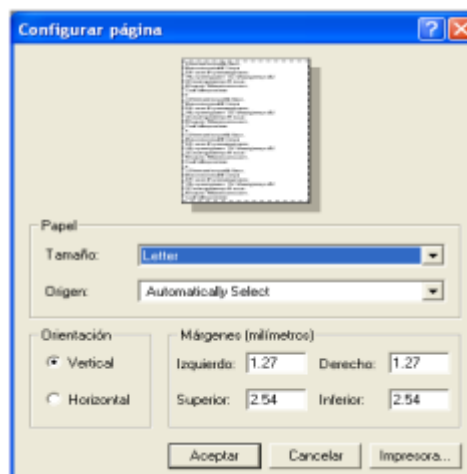 Configurar página
Papel
Tamaño: Letter
Origen: Automatically Select
Orientación
Vertical
Horizontal
Márgenes (milímetros)
Izquierdo: 1.27 Derecho: 1.27
Superior: 2.54 Inferior: 2.54
Aceptar Cancelar Impresora...